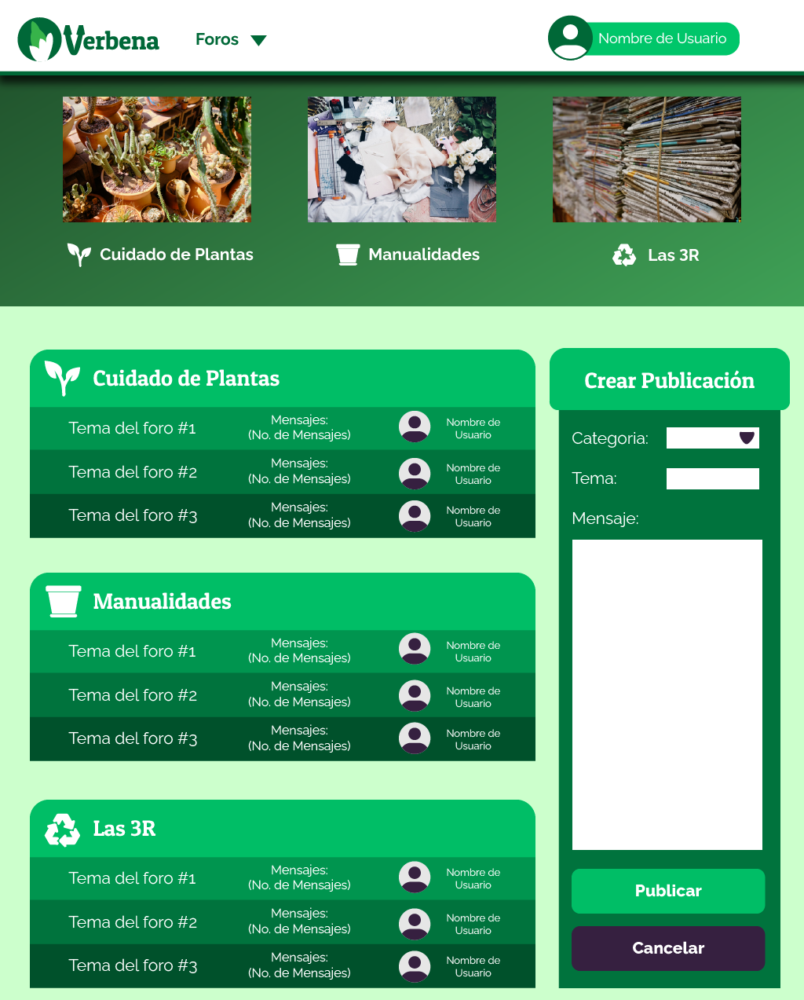 Verbena
Foros
Nombre de Usuario
Cuidado de Plantas
Manualidades
Las 3R
Cuidado de Plantas
Tema del foro #1
Mensajes:
(No. de Mensajes)
Nombre de
Usuario
Tema del foro #2
Mensajes:
(No. de Mensajes)
Nombre de
Usuario
Tema del foro #3
Mensajes:
(No. de Mensajes)
Nombre de
Usuario
Manualidades
Tema del foro #1
Mensajes:
(No. de Mensajes)
Nombre de
Usuario
Tema del foro #2
Mensajes:
(No. de Mensajes)
Nombre de
Usuario
Tema del foro #3
Mensajes:
(No. de Mensajes)
Nombre de
Usuario
Las 3R
Tema del foro #1
Mensajes:
(No. de Mensajes)
Nombre de
Usuario
Tema del foro #2
Mensajes:
(No. de Mensajes)
Nombre de
Usuario
Tema del foro #3
Mensajes:
(No. de Mensajes)
Nombre de
Usuario
Crear Publicación
Categoria:
Tema:
Mensaje:
Publicar
Cancelar